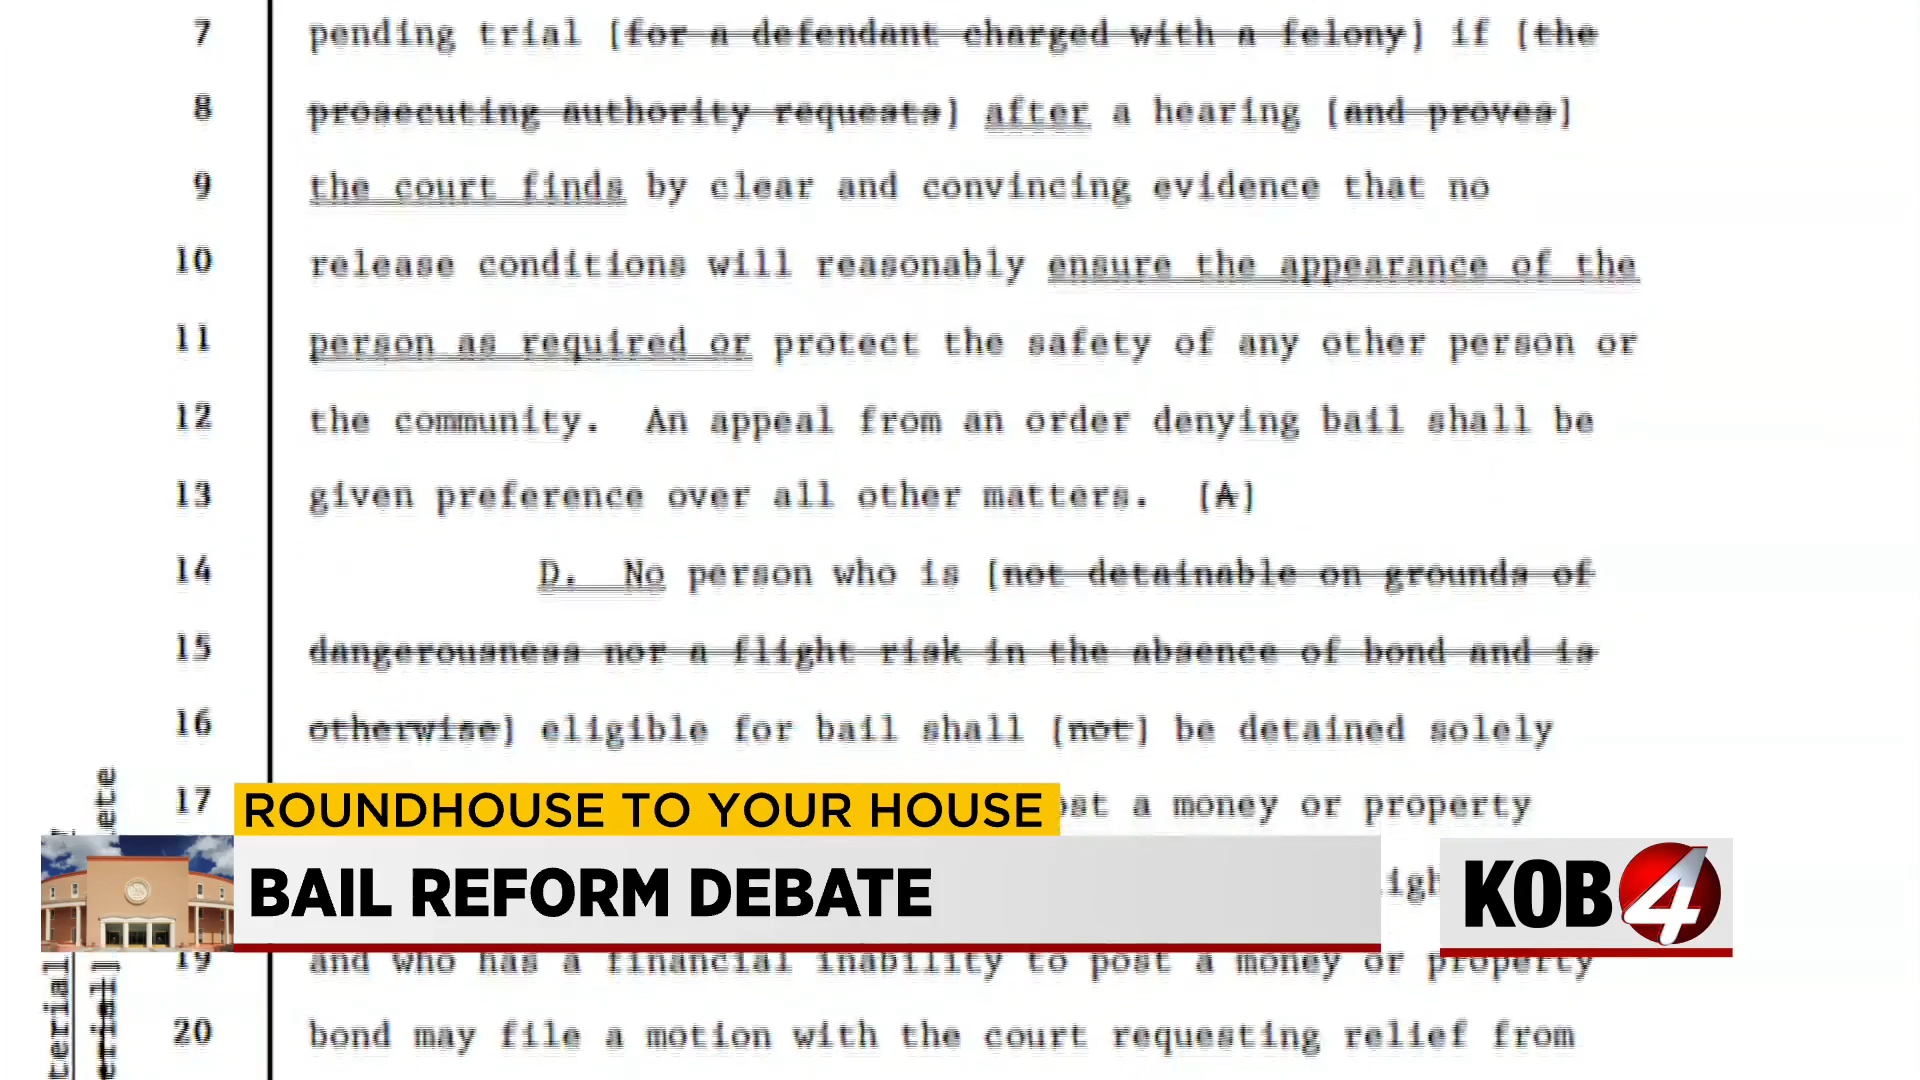 7 pending trial [for a defendant charged with a felony] if [the
8 prosecuting authority requests] after a hearing [and proves]
9 the court finds by clear and convincing evidence that no
10 release conditions will reasonably ensure the appearance of the
11 person as required or protect the safety of any other person or
12 the community. An appeal from an order denying bail shall be
13 given preference over all other matters. [A]
14 D. No person who is [not detainable on grounds of
15 dangerousness nor a flight risk in the absence of bond and is
16 otherwise] eligible for bail shall [not] be detained solely
17 a money or property
19 and who has a financial inability to post a money or property
20 bond may file a motion with the court requesting relief from
ROUNDHOUSE TO YOUR HOUSE
BAIL REFORM DEBATE
KOB 4